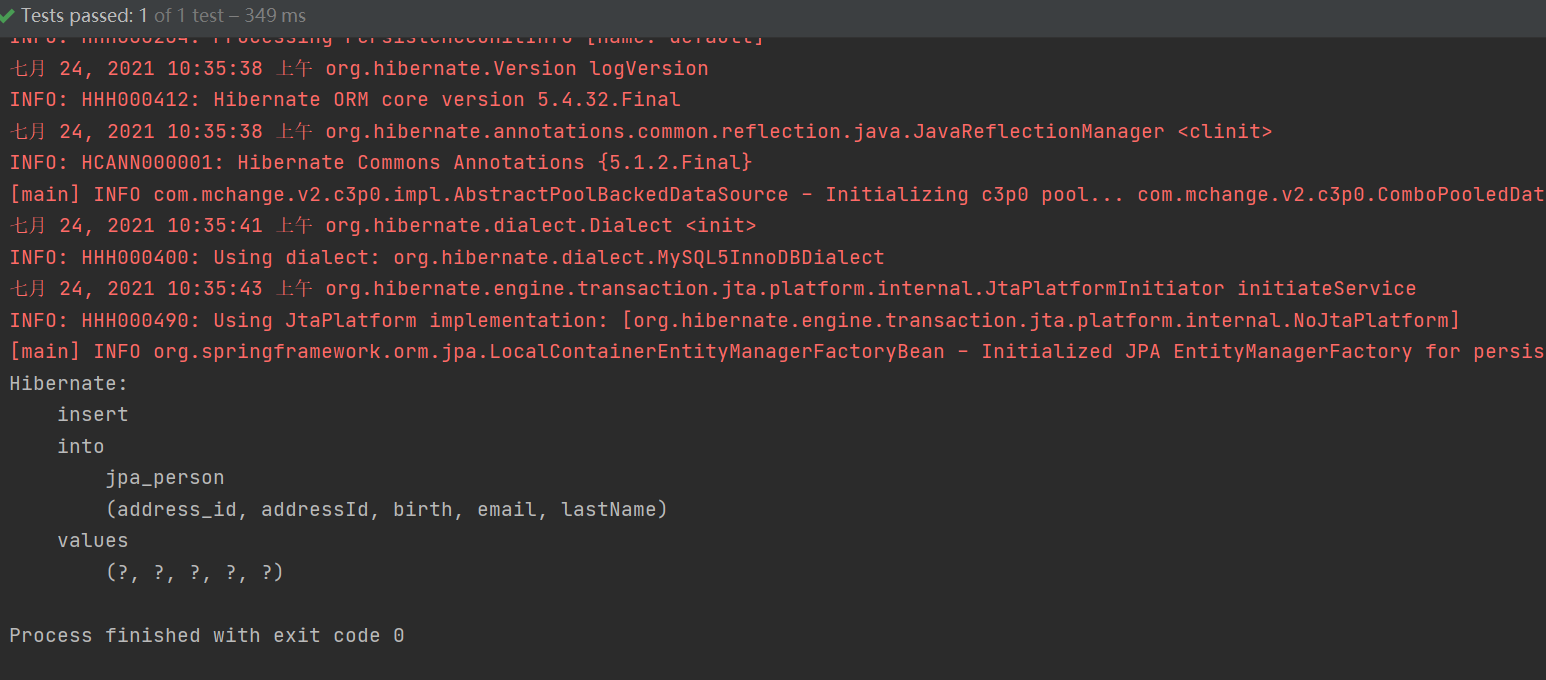 Tests passed: 1 of 1 test – 349 ms
INFO: HHH000204: Processing PersistenceUnitInfo [name: default]
七月 24, 2021 10:35:38 上午 org.hibernate.Version logVersion
INFO: HHH000412: Hibernate ORM core version 5.4.32.Final
七月 24, 2021 10:35:38 上午 org.hibernate.annotations.common.reflection.java.JavaReflectionManager <clinit>
INFO: HCANN000001: Hibernate Commons Annotations {5.1.2.Final}
[main] INFO com.mchange.v2.c3p0.impl.AbstractPoolBackedDataSource - Initializing c3p0 pool... com.mchange.v2.c3p0.ComboPooledDat
七月 24, 2021 10:35:41 上午 org.hibernate.dialect.Dialect <init>
INFO: HHH000400: Using dialect: org.hibernate.dialect.MySQL5InnoDBDialect
七月 24, 2021 10:35:43 上午 org.hibernate.engine.transaction.jta.platform.internal.JtaPlatformInitiator initiateService
INFO: HHH000490: Using JtaPlatform implementation: [org.hibernate.engine.transaction.jta.platform.internal.NoJtaPlatform]
[main] INFO org.springframework.orm.jpa.LocalContainerEntityManagerFactoryBean - Initialized JPA EntityManagerFactory for persis
Hibernate:
insert
into
jpa_person
(address_id, addressId, birth, email, lastName)
values
(?, ?, ?, ?, ?)
Process finished with exit code 0